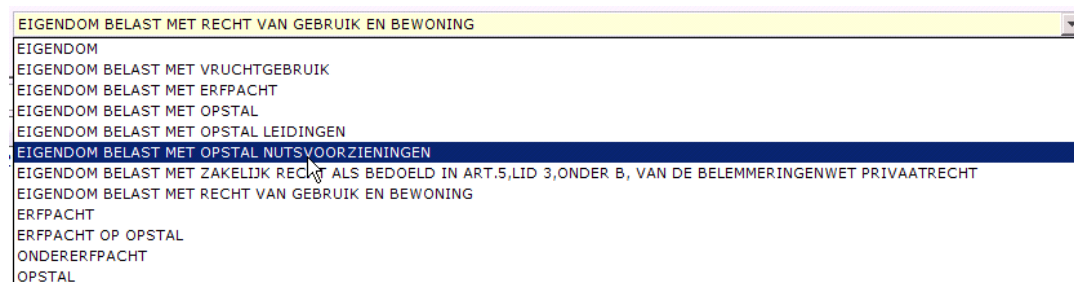 EIGENDOM BELAST MET RECHT VAN GEBRUIK EN BEWONING
EIGENDOM
EIGENDOM BELAST MET VRUCHTGEBRUIK
EIGENDOM BELAST MET ERFPACHT
EIGENDOM BELAST MET OPSTAL
EIGENDOM BELAST MET OPSTAL LEIDINGEN
EIGENDOM BELAST MET OPSTAL NUTSVOORZIENINGEN
EIGENDOM BELAST MET ZAKELIJK RECHT ALS BEDOELD IN ART.5,LID 3,ONDER B, VAN DE BELEMMERINGENWET PRIVAATRECHT
EIGENDOM BELAST MET RECHT VAN GEBRUIK EN BEWONING
ERFPACHT
ERFPACHT OP OPSTAL
ONDERERFPACHT
OPSTAL